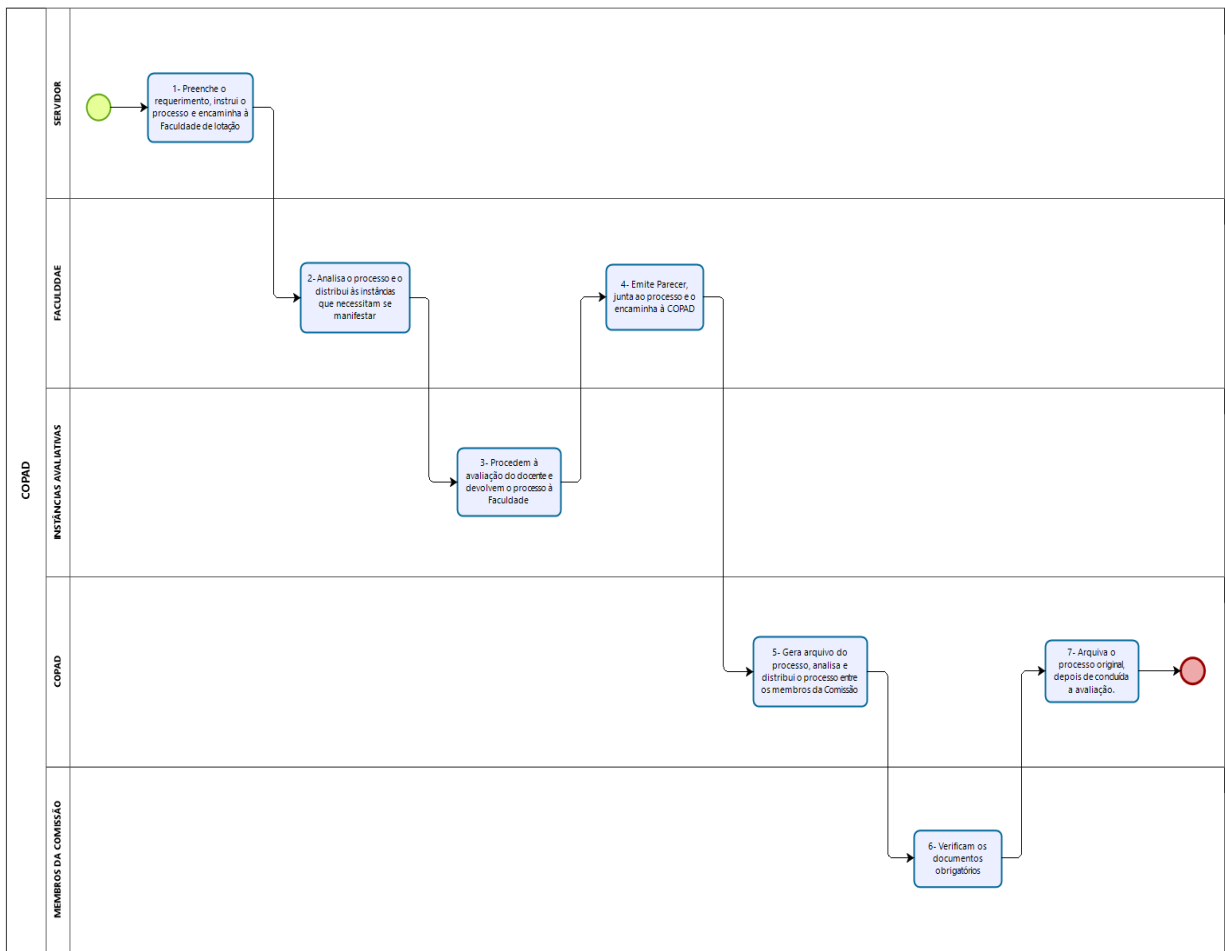 COPAD
SERVIDOR
1- Preenche o
requerimento, instrui o
processo e encaminha à
Faculdade de lotação
FACULDDAE
2- Analisa o processo e o
distribui às instâncias
que necessitam se
manifestar
4- Emite Parecer,
junta ao processo e o
encaminha à COPAD
INSTÂNCIAS AVALIATIVAS
3- Procedem à
avaliação do docente e
devolvem o processo à
Faculdade
COPAD
5- Gera arquivo do
processo, analisa e
distribui o processo entre
os membros da Comissão
7- Arquiva o
processo original,
depois de concluída
a avaliação.
MEMBROS DA COMISSÃO
6- Verificam os
documentos
obrigatórios